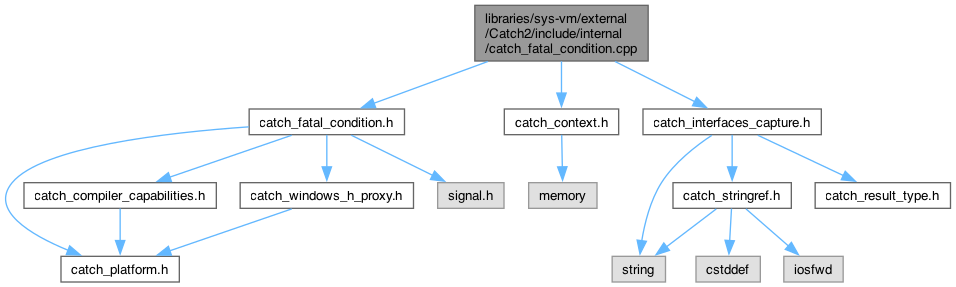 libraries/sys-vm/external
/Catch2/include/internal
/catch_fatal_condition.cpp
catch_fatal_condition.h
catch_context.h
catch_interfaces_capture.h
catch_compiler_capabilities.h
catch_windows_h_proxy.h
signal.h
memory
catch_stringref.h
catch_result_type.h
catch_platform.h
string
cstddef
iosfwd